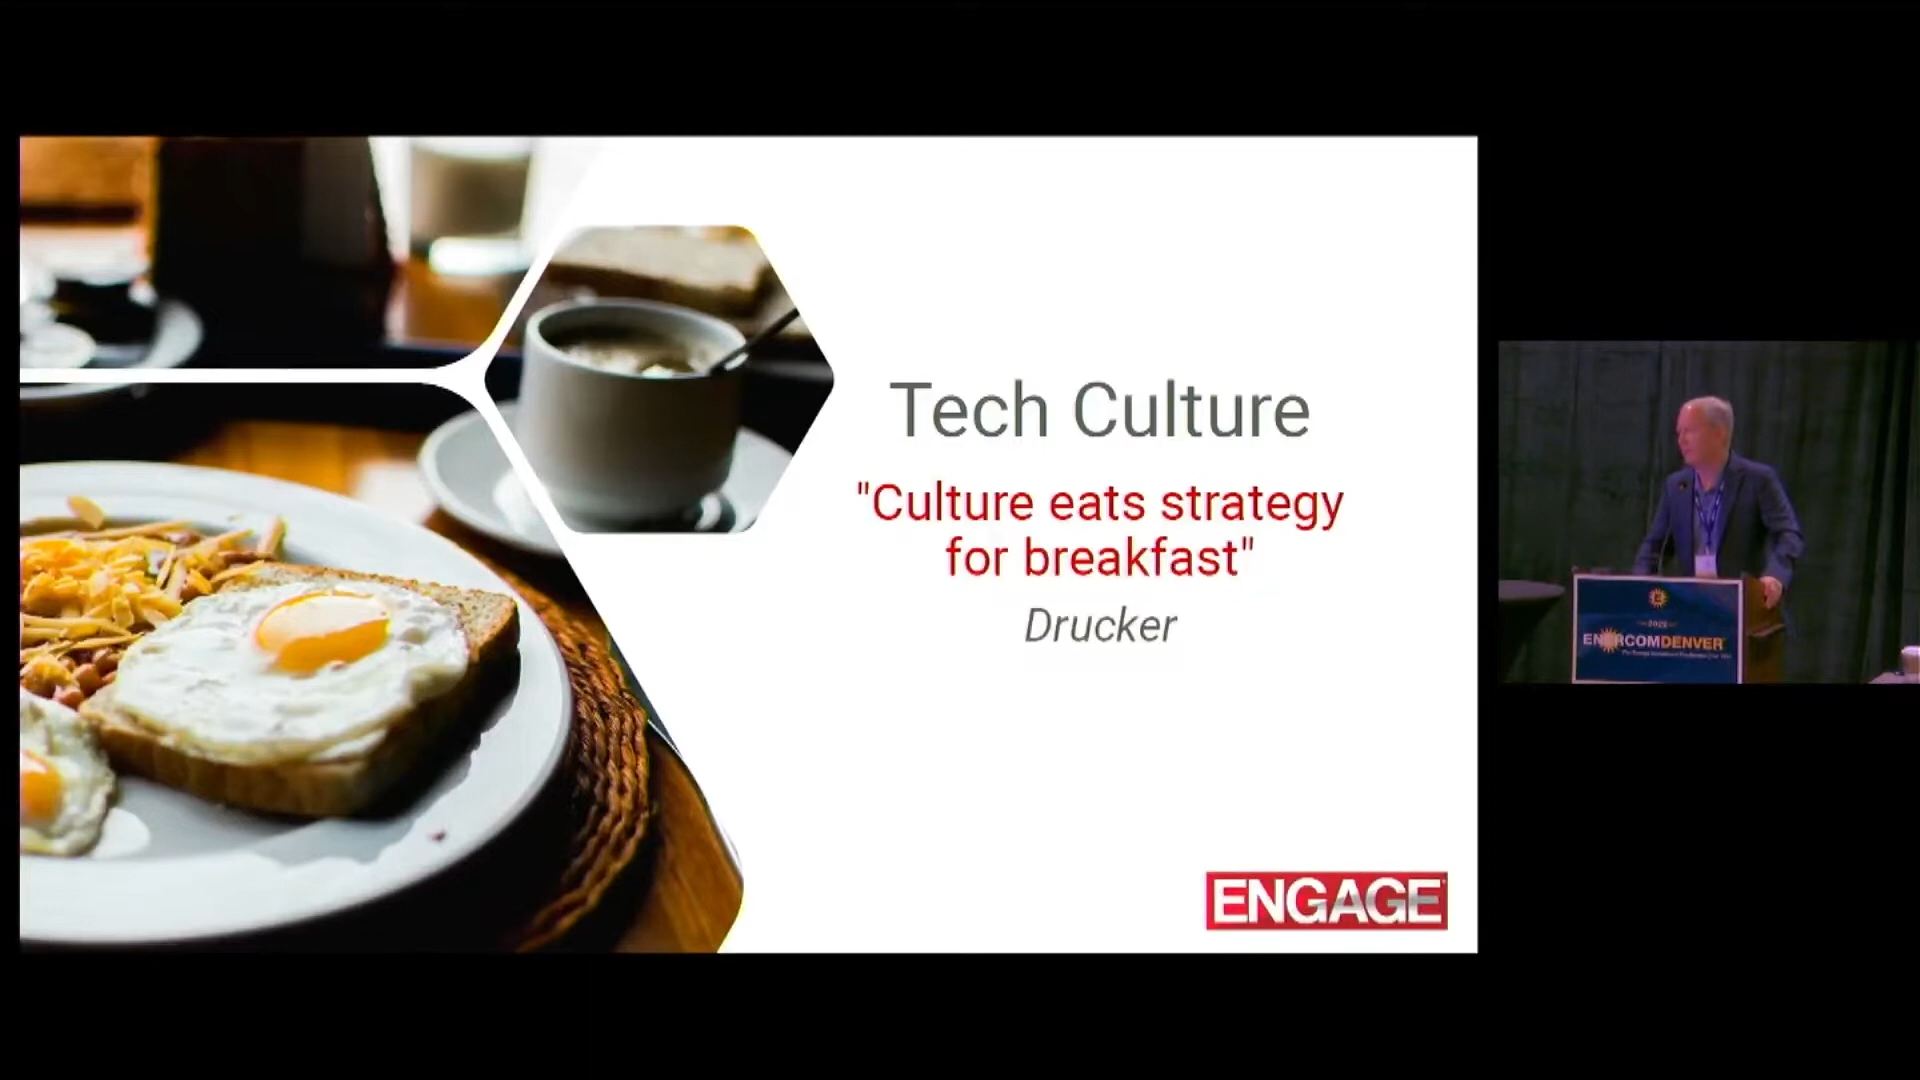 Tech Culture
"Culture eats strategy
for breakfast"
Drucker
ENGAGE
ENERCOMDENVER